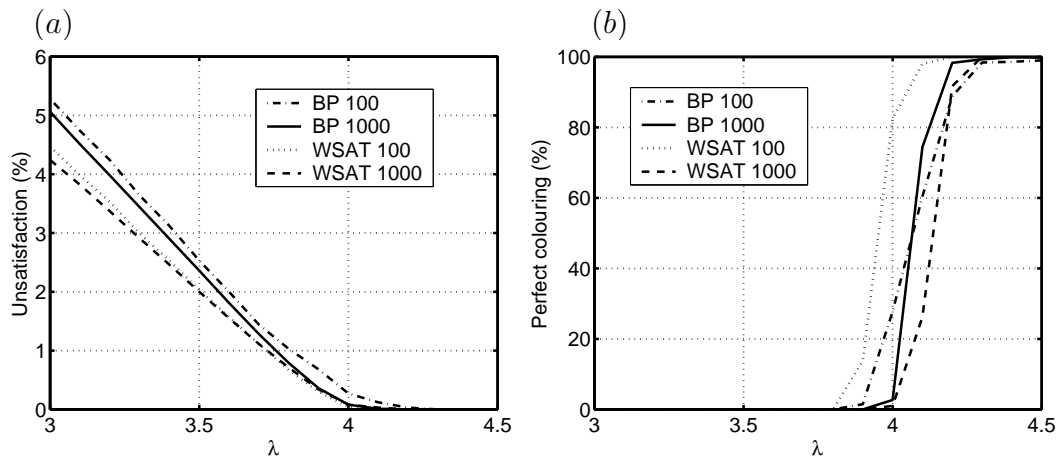 (a)
Unsatisfaction (%)
6
5
4
3
2
1
0
3
3.5
4
4.5
λ
BP 100
BP 1000
WSAT 100
WSAT 1000
(b)
Perfect colouring (%)
100
80
60
40
20
0
3
3.5
4
4.5
λ
BP 100
BP 1000
WSAT 100
WSAT 1000